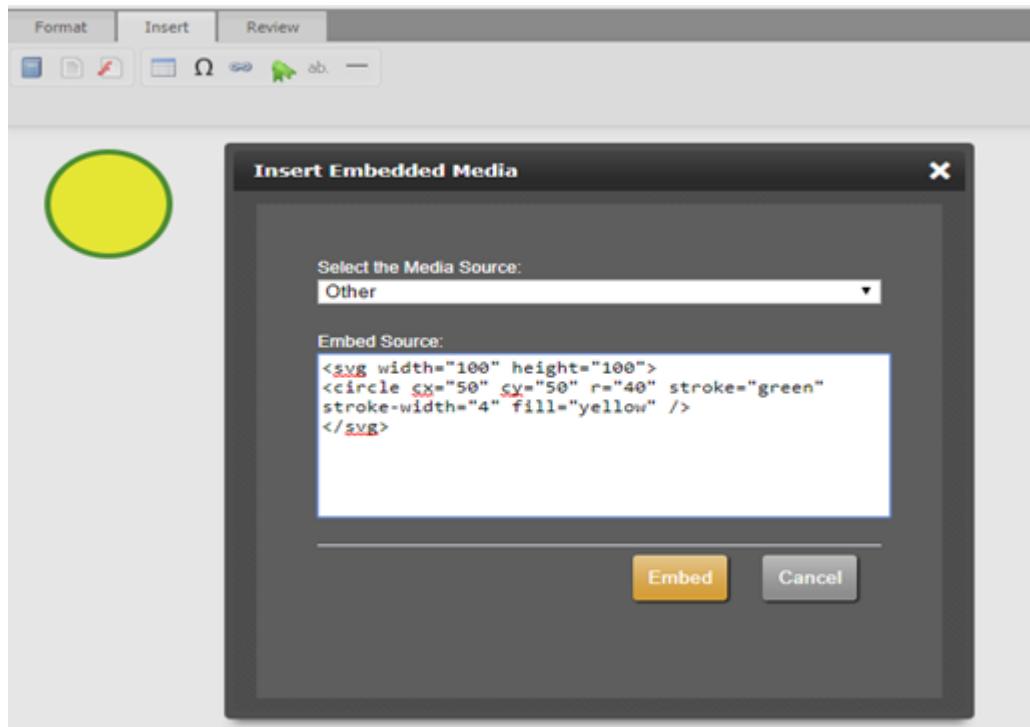 Format Insert Review
Ω ab.
Insert Embedded Media
Select the Media Source:
Other
Embed Source:
<svg width="100" height="100">
<circle cx="50" cy="50" r="40" stroke="green"
stroke-width="4" fill="yellow" />
</svg>
Embed Cancel